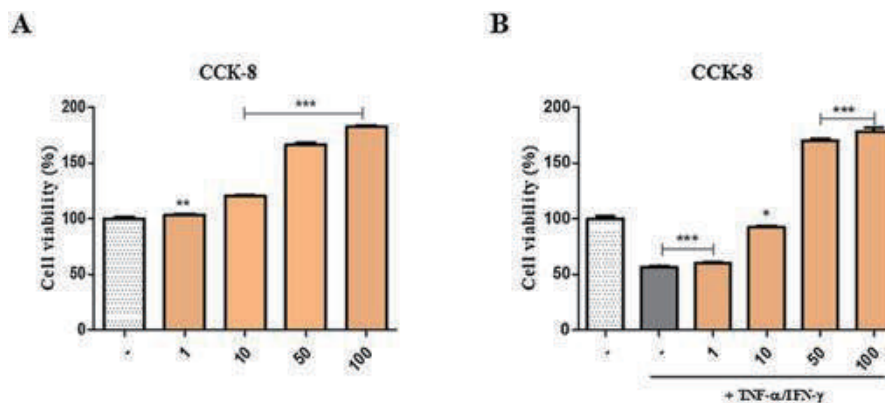 A
CCK-8
***
**
Cell viability (%)
200
150
100
50
0
- 1 10 50 100
B
CCK-8
***
***
*
Cell viability (%)
200
150
100
50
0
- - 1 10 50 100
+ TNF-α/IFN-γ